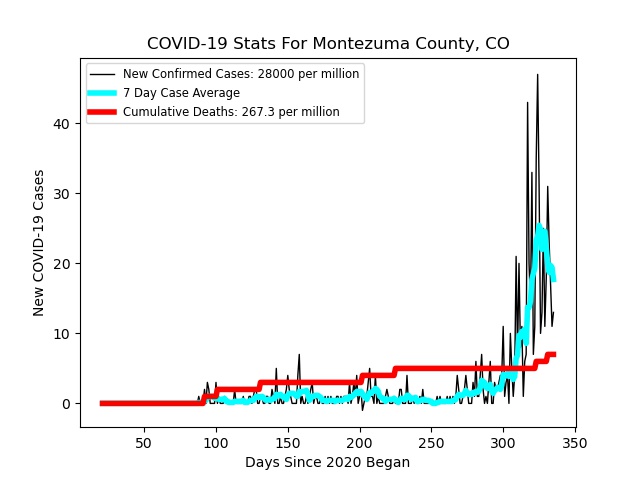 COVID-19 Stats For Montezuma County, CO
New Confirmed Cases: 28000 per million
7 Day Case Average
Cumulative Deaths: 267.3 per million
New COVID-19 Cases
40
30
20
10
0
50 100 150 200 250 300 350
Days Since 2020 Began